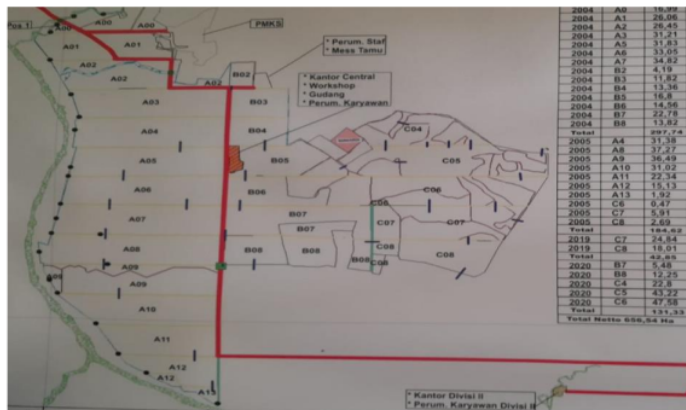 A00
A00
PMKS
A01
A01
* Perum. Staf
* Mess Tamu
A02
A02
A02
B02
* Kantor Central
* Workshop
* Gudang
* Perum. Karyawan
A03
B03
A04
B04
C04
A05
B05
C05
A06
B06
C06
C06
A07
B07
B07
C07
C07
A08
B08
B08
B08
C08
C08
C08
A09
A09
A09
A10
A11
A12
A12
A13
* Kantor Divisi II
* Perum. Karyawan Divisi II
2004 A0 16,99
2004 A1 26,06
2004 A2 26,45
2004 A3 31,21
2004 A5 31,83
2004 A6 33,05
2004 A7 34,82
2004 B2 4,19
2004 B3 11,82
2004 B4 13,36
2004 B5 16,8
2004 B6 14,56
2004 B7 22,78
2004 B8 13,82
Total 297,74
2005 A4 31,38
2005 A8 37,27
2005 A9 36,49
2005 A10 31,02
2005 A11 22,34
2005 A12 15,13
2005 A13 1,92
2005 C6 0,47
2005 C7 5,91
2005 C8 2,69
Total 184,62
2019 C7 24,84
2019 C8 18,01
Total 42,85
2020 B7 5,48
2020 B8 12,25
2020 C4 22,8
2020 C5 43,22
2020 C6 47,58
Total 131,33
Total Netto 656,54 Ha